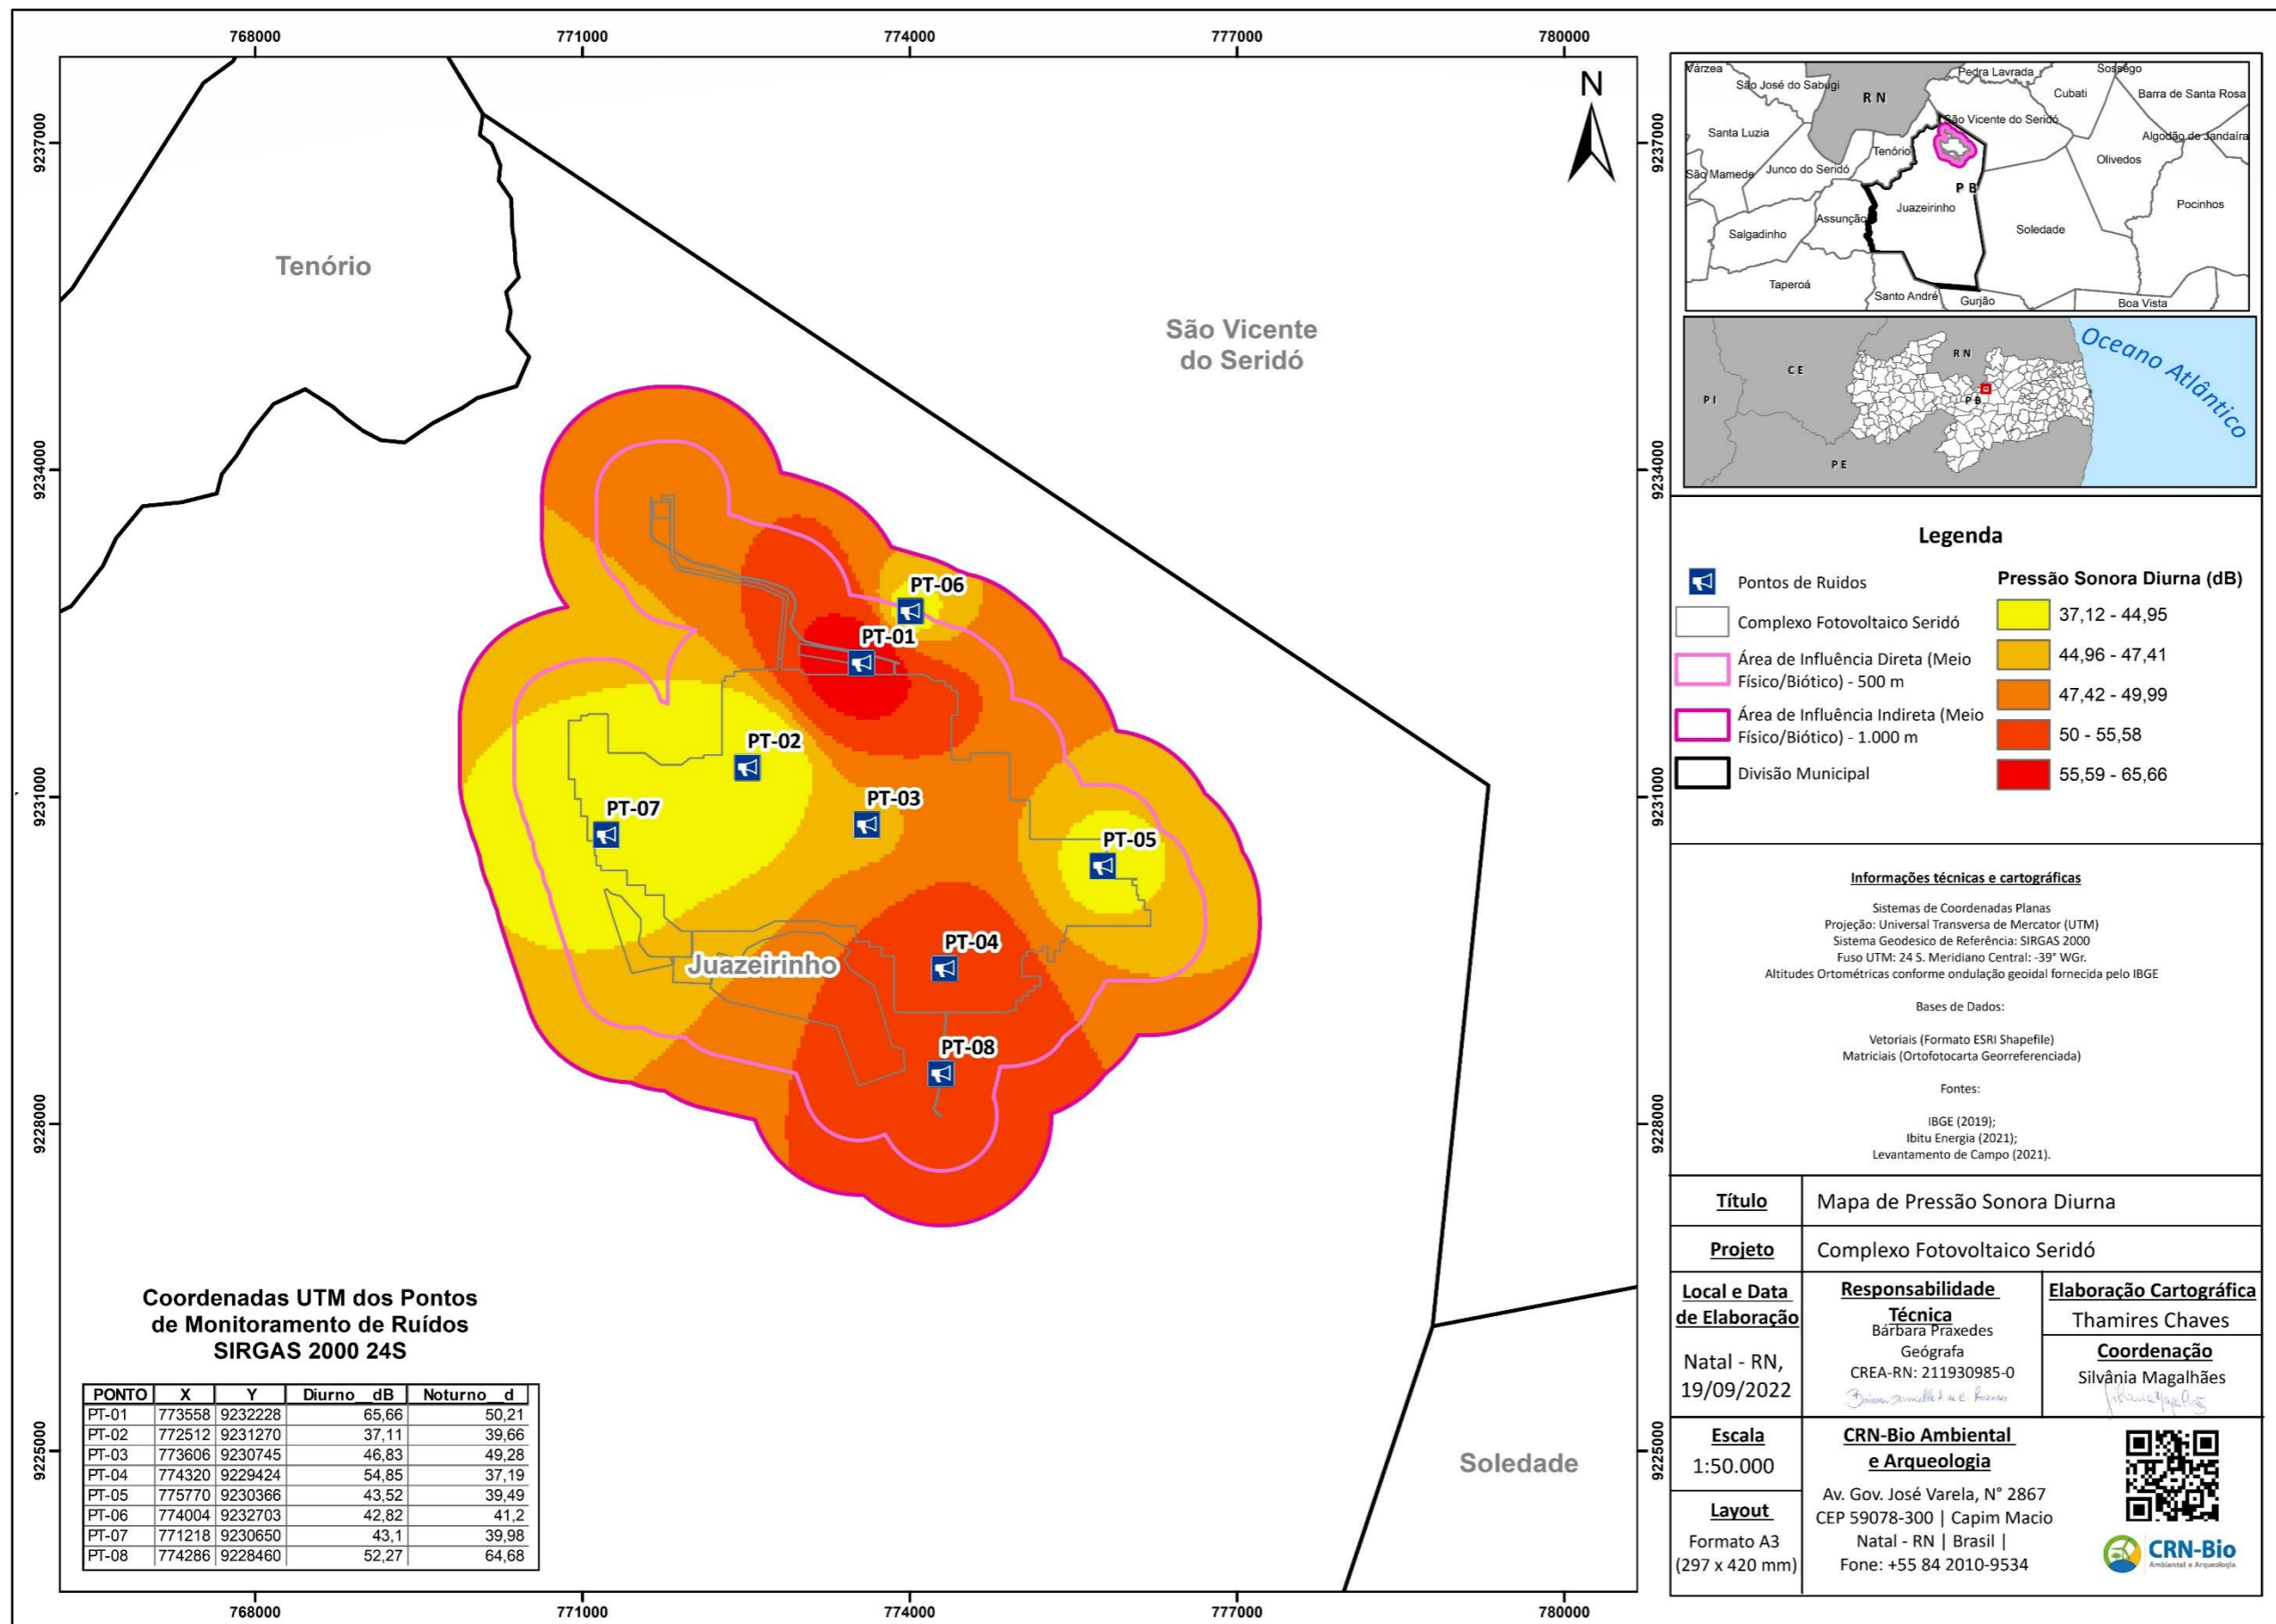 768000
771000
774000
777000
780000
9237000
9234000
9231000
9228000
9225000
9237000
9234000
9231000
9228000
9225000
768000
771000
774000
777000
780000
N
Tenório
São Vicente
do Seridó
Juazeirinho
Soledade
PT-06
PT-01
PT-02
PT-03
PT-07
PT-05
PT-04
PT-08
Coordenadas UTM dos Pontos
de Monitoramento de Ruídos
SIRGAS 2000 24S
PONTO X Y Diurno__dB Noturno__d
PT-01 773558 9232228 65,66 50,21
PT-02 772512 9231270 37,11 39,66
PT-03 773606 9230745 46,83 49,28
PT-04 774320 9229424 54,85 37,19
PT-05 775770 9230366 43,52 39,49
PT-06 774004 9232703 42,82 41,2
PT-07 771218 9230650 43,1 39,98
PT-08 774286 9228460 52,27 64,68
Várzea
São José do Sabugi
R N
Pedra Lavrada
Sossêgo
Cubati
Barra de Santa Rosa
Santa Luzia
São Vicente do Seridó
Algodão de Jandaíra
Tenório
Olivedos
São Mamede
Junco do Seridó
P B
Juazeirinho
Pocinhos
Assunção
Salgadinho
Soledade
Taperoá
Santo André
Gurjão
Boa Vista
Oceano Atlântico
R N
C E
P I
P B
P E
Legenda
Pontos de Ruidos
Complexo Fotovoltaico Seridó
Área de Influência Direta (Meio
Físico/Biótico) - 500 m
Área de Influência Indireta (Meio
Físico/Biótico) - 1.000 m
Divisão Municipal
Pressão Sonora Diurna (dB)
37,12 - 44,95
44,96 - 47,41
47,42 - 49,99
50 - 55,58
55,59 - 65,66
Informações técnicas e cartográficas
Sistemas de Coordenadas Planas
Projeção: Universal Transversa de Mercator (UTM)
Sistema Geodesico de Referência: SIRGAS 2000
Fuso UTM: 24 S. Meridiano Central: -39° WGr.
Altitudes Ortométricas conforme ondulação geoidal fornecida pelo IBGE
Bases de Dados:
Vetoriais (Formato ESRI Shapefile)
Matriciais (Ortofotocarta Georreferenciada)
Fontes:
IBGE (2019);
Ibitu Energia (2021);
Levantamento de Campo (2021).
Título
Mapa de Pressão Sonora Diurna
Projeto
Complexo Fotovoltaico Seridó
Local e Data
de Elaboração
Natal - RN,
19/09/2022
Responsabilidade
Técnica
Bárbara Praxedes
Geógrafa
CREA-RN: 211930985-0
Elaboração Cartográfica
Thamires Chaves
Coordenação
Silvânia Magalhães
Escala
1:50.000
Layout
Formato A3
(297 x 420 mm)
CRN-Bio Ambiental
e Arqueologia
Av. Gov. José Varela, N° 2867
CEP 59078-300 | Capim Macio
Natal - RN | Brasil |
Fone: +55 84 2010-9534
CRN-Bio
Ambiental e Arqueologia